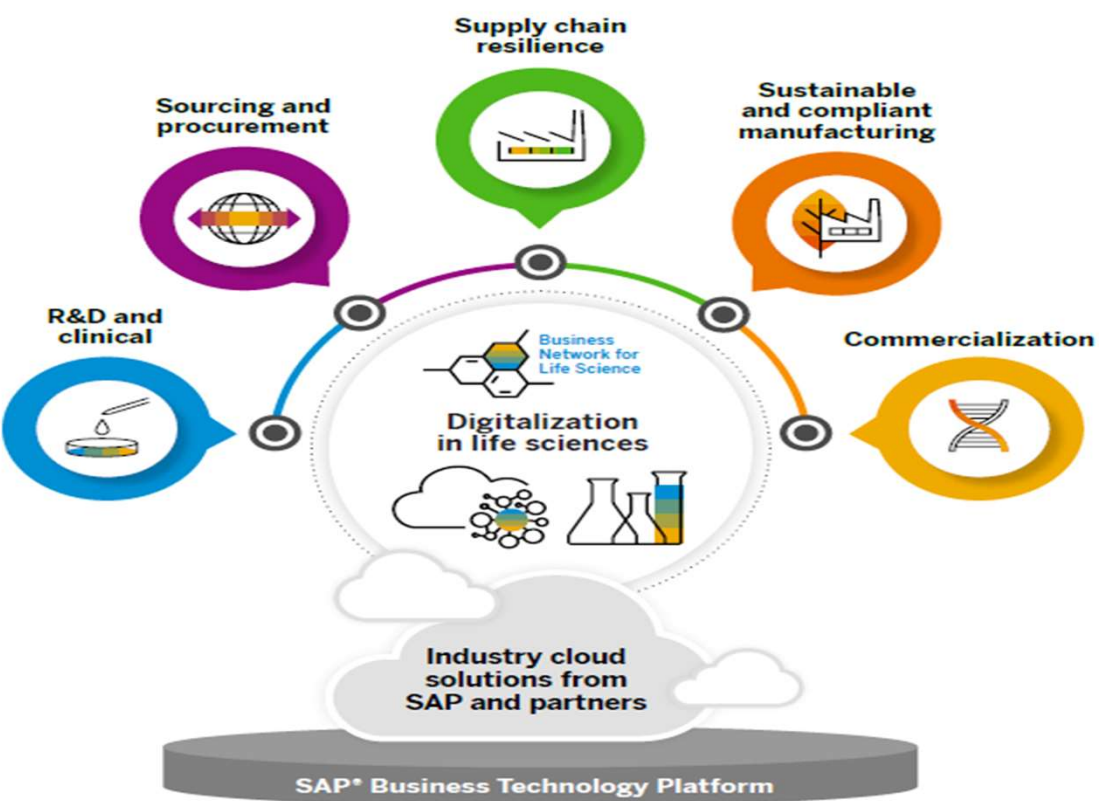 Supply chain
resilience
Sourcing and
procurement
Sustainable
and compliant
manufacturing
R&D and
clinical
Commercialization
Business
Network for
Life Science
Digitalization
in life sciences
Industry cloud
solutions from
SAP and partners
SAP® Business Technology Platform